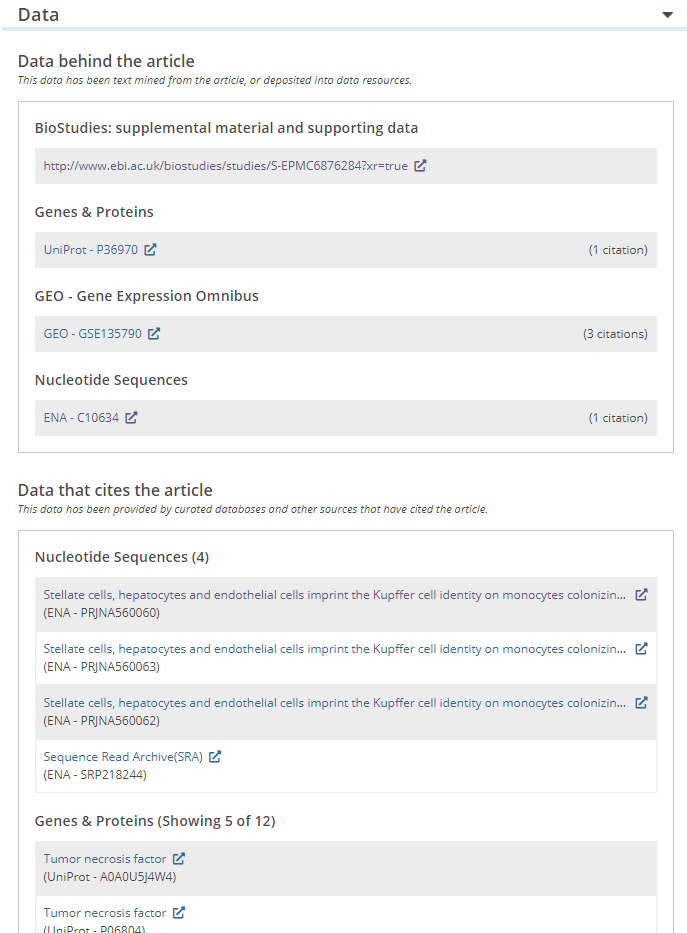 Data
Data behind the article
This data has been text mined from the article, or deposited into data resources.
BioStudies: supplemental material and supporting data
http://www.ebi.ac.uk/biostudies/studies/S-EPMC6876284?xr=true
Genes & Proteins
UniProt - P36970 (1 citation)
GEO - Gene Expression Omnibus
GEO - GSE135790 (3 citations)
Nucleotide Sequences
ENA - C10634 (1 citation)
Data that cites the article
This data has been provided by curated databases and other sources that have cited the article.
Nucleotide Sequences (4)
Stellate cells, hepatocytes and endothelial cells imprint the Kupffer cell identity on monocytes colonizin...
(ENA - PRJNA560060)
Stellate cells, hepatocytes and endothelial cells imprint the Kupffer cell identity on monocytes colonizin...
(ENA - PRJNA560063)
Stellate cells, hepatocytes and endothelial cells imprint the Kupffer cell identity on monocytes colonizin...
(ENA - PRJNA560062)
Sequence Read Archive(SRA)
(ENA - SRP218244)
Genes & Proteins (Showing 5 of 12)
Tumor necrosis factor
(UniProt - A0A0U5J4W4)
Tumor necrosis factor
(UniProt - P06804)